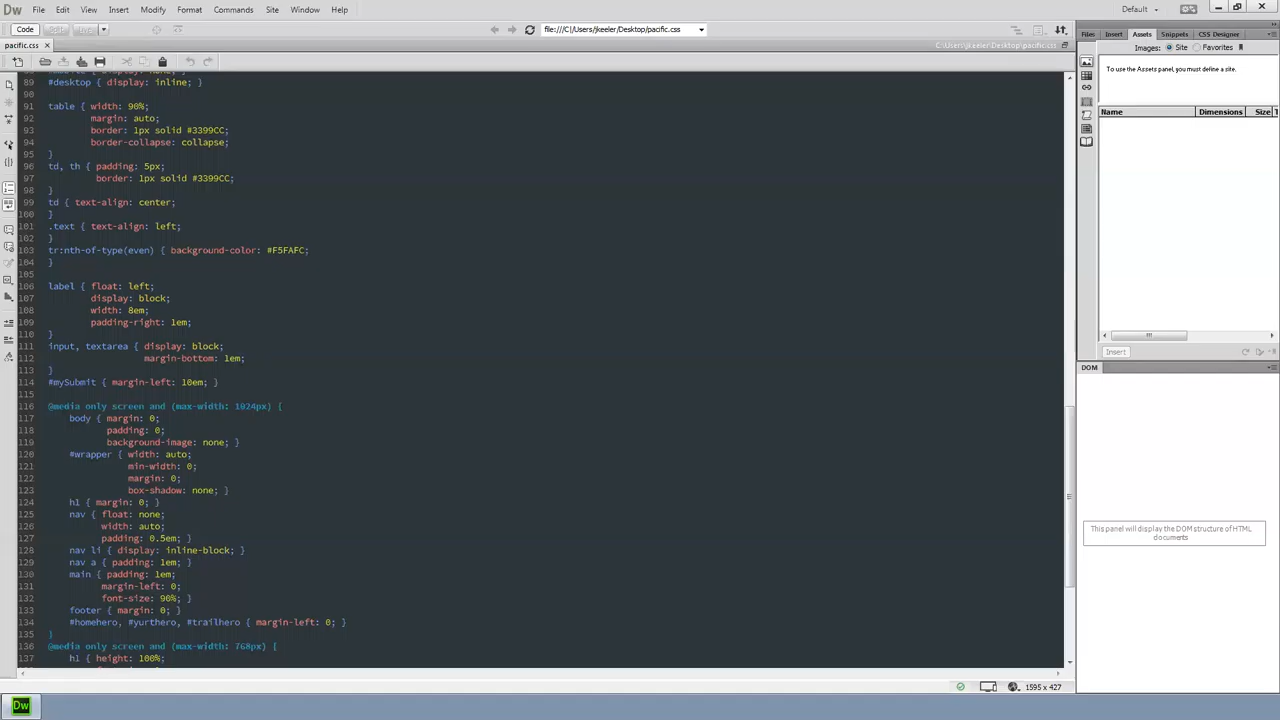 Dw File Edit View Insert Modify Format Commands Site Window Help
Default
Code Edit Live
file:///C|/Users/jkeeler/Desktop/pacific.css
pacific.css ×
C:\Users\jkeeler\Desktop\pacific.css
89 #desktop { display: inline; }
90
91 table { width: 90%;
92 margin: auto;
93 border: 1px solid #3399CC;
94 border-collapse: collapse;
95 }
96 td, th { padding: 5px;
97 border: 1px solid #3399CC;
98 }
99 td { text-align: center;
100 }
101 .text { text-align: left;
102 }
103 tr:nth-of-type(even) { background-color: #F5FAFC;
104 }
105
106 label { float: left;
107 display: block;
108 width: 8em;
109 padding-right: 1em;
110 }
111 input, textarea { display: block;
112 margin-bottom: 1em;
113 }
114 #mySubmit { margin-left: 10em; }
115
116 @media only screen and (max-width: 1024px) {
117 body { margin: 0;
118 padding: 0;
119 background-image: none; }
120 #wrapper { width: auto;
121 min-width: 0;
122 margin: 0;
123 box-shadow: none; }
124 h1 { margin: 0; }
125 nav { float: none;
126 width: auto;
127 padding: 0.5em; }
128 nav li { display: inline-block; }
129 nav a { padding: 1em; }
130 main { padding: 1em;
131 margin-left: 0;
132 font-size: 90%; }
133 footer { margin: 0; }
134 #homehero, #yurthero, #trailhero { margin-left: 0; }
135 }
136 @media only screen and (max-width: 768px) {
137 h1 { height: 100%;
1595 x 427
Files Insert Assets Snippets CSS Designer
Images: Site Favorites
To use the Assets panel, you must define a site.
Name Dimensions Size T
Insert
DOM
This panel will display the DOM structure of HTML
documents
Dw